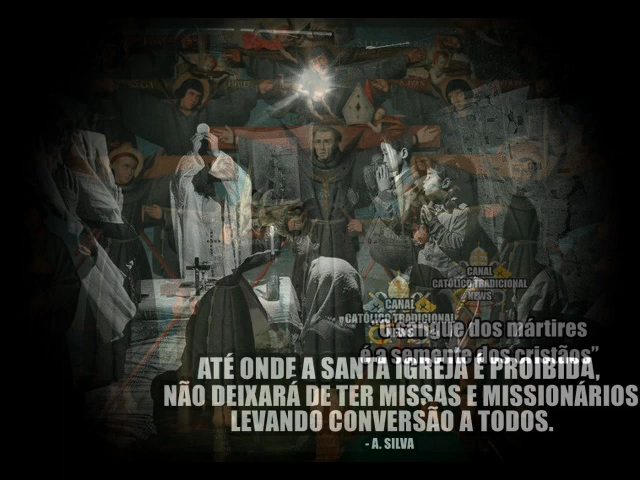 CANAL
CATÓLICO TRADICIONAL
NEWS
CANAL
CATÓLICO TRADICIONAL
NEWS
"O sangue dos mártires
é a semente dos cristãos"
ATÉ ONDE A SANTA IGREJA É PROIBIDA,
NÃO DEIXARÁ DE TER MISSAS E MISSIONÁRIOS
LEVANDO CONVERSÃO A TODOS.
- A. SILVA